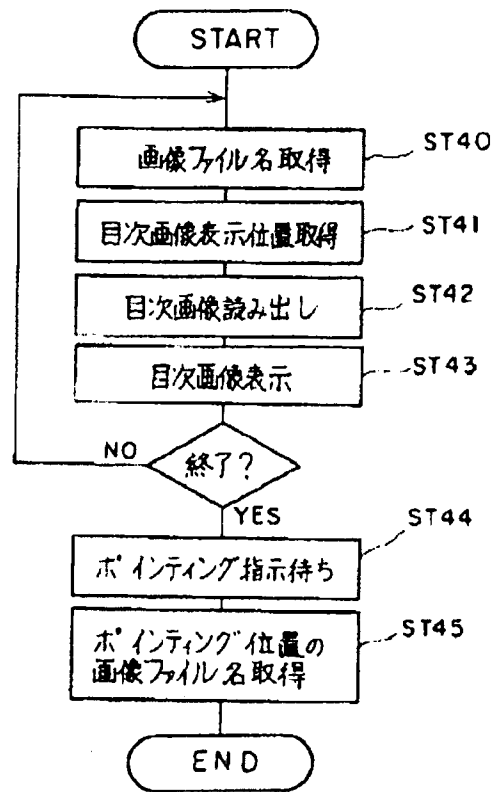 START
画像ファイル名取得
ST40
目次画像表示位置取得
ST41
目次画像読み出し
ST42
目次画像表示
ST43
NO
終了?
YES
ST44
ポインティング指示待ち
ST45
ポインティング位置の
画像ファイル名取得
END